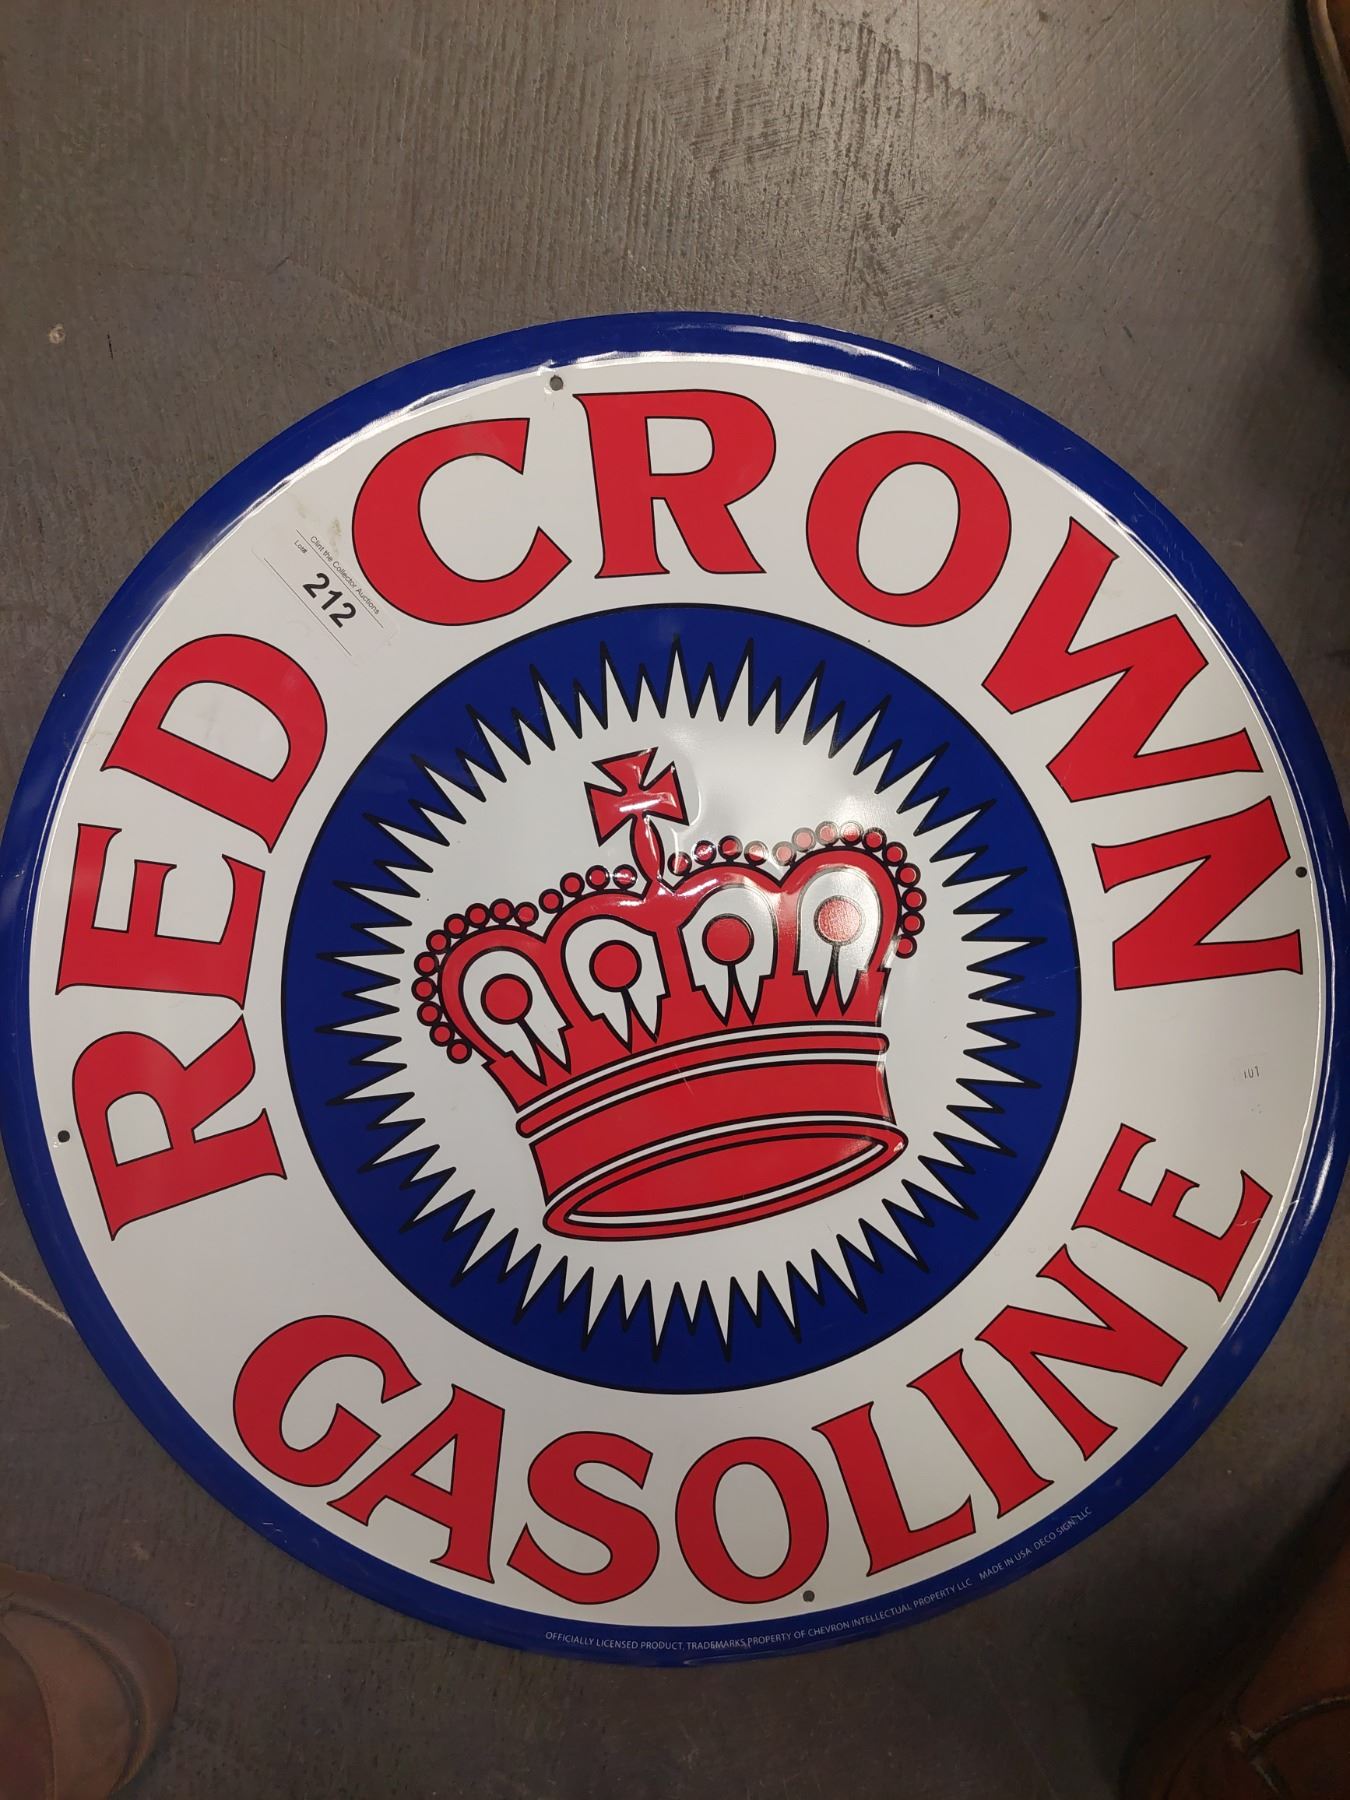 RED CROWN
GASOLINE
Clint the Collector Auctions
Lot#
212
101
OFFICIALLY LICENSED PRODUCT, TRADEMARKS PROPERTY OF CHEVRON INTELLECTUAL PROPERTY LLC MADE IN USA DECO SIGN, LLC